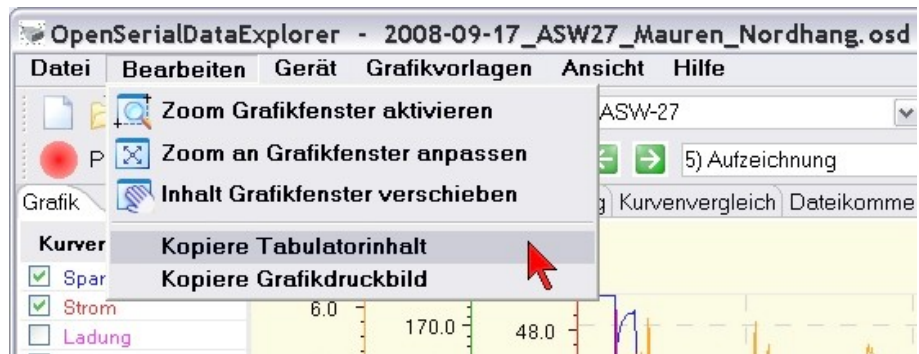 OpenSerialDataExplorer - 2008-09-17_ASW27_Mauren_Nordhang.osd
Datei Bearbeiten Gerät Grafikvorlagen Ansicht Hilfe
Zoom Grafikfenster aktivieren
ASW-27
Zoom an Grafikfenster anpassen
5) Aufzeichnung
Inhalt Grafikfenster verschieben
Grafik
Kurvenvergleich
Kopiere Tabulatorinhalt
Kopiere Grafikdruckbild
Strom
6.0
170.0
48.0
Ladung